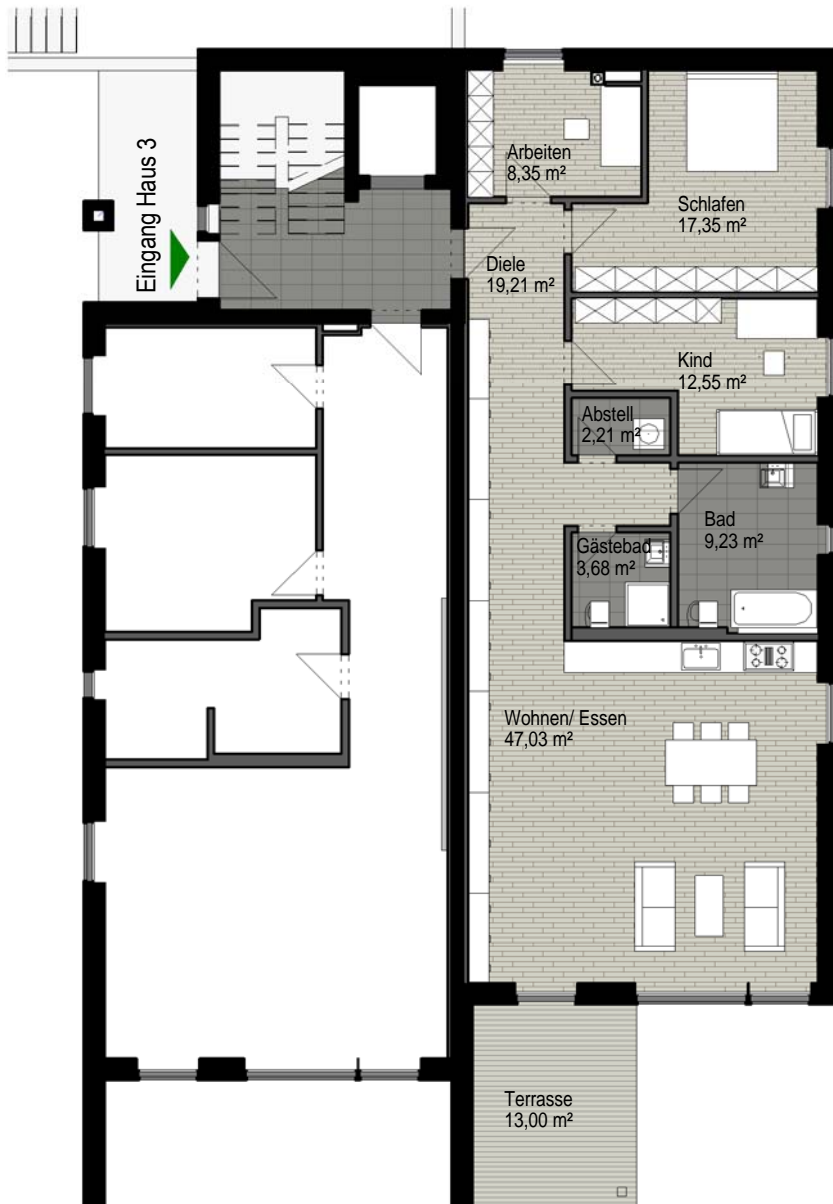 Eingang Haus 3
Arbeiten
8,35 m²
Schlafen
17,35 m²
Diele
19,21 m²
Kind
12,55 m²
Abstell
2,21 m²
Bad
9,23 m²
Gästebad
3,68 m²
Wohnen/ Essen
47,03 m²
Terrasse
13,00 m²